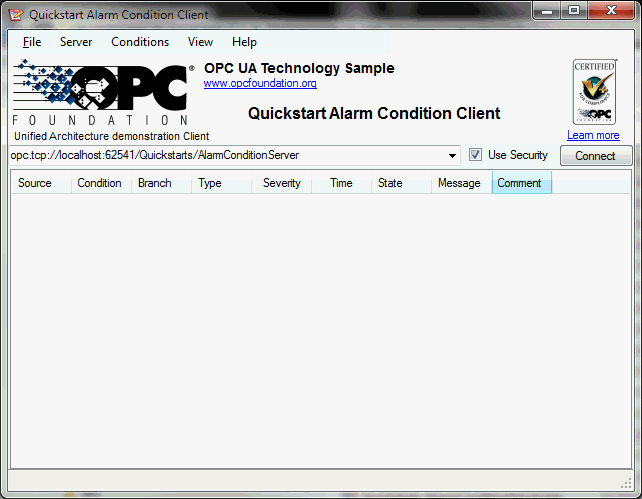 Quickstart Alarm Condition Client
File Server Conditions View Help
OPC ®
FOUNDATION
OPC UA Technology Sample
www.opcfoundation.org
Quickstart Alarm Condition Client
CERTIFIED
OPC
Unified Architecture demonstration Client
Learn more
opc.tcp://localhost:62541/Quickstarts/AlarmConditionServer
Use Security
Connect
Source Condition Branch Type Severity Time State Message Comment